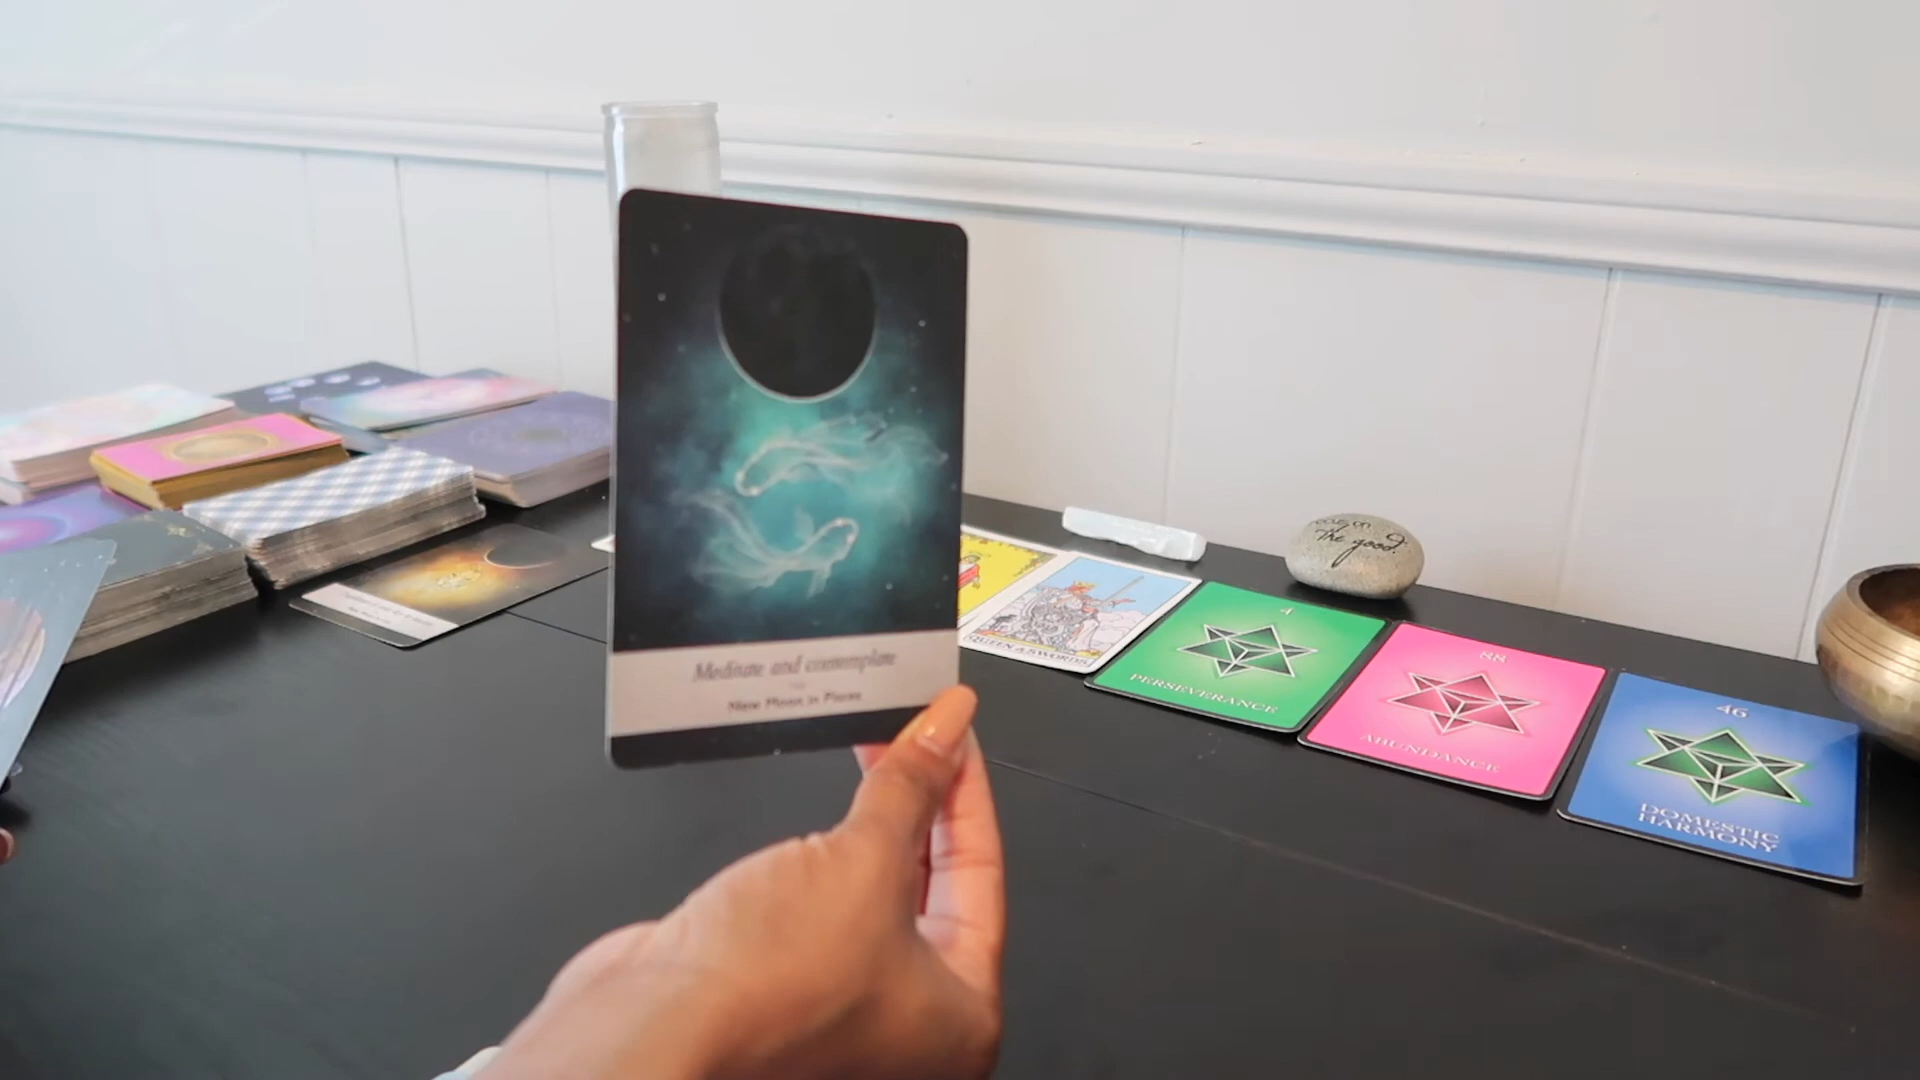 Meditate and contemplate
New Moon in Pisces
The good.
QUEEN of SWORDS
4
PERSEVERANCE
88
ABUNDANCE
46
DOMESTIC
HARMONY